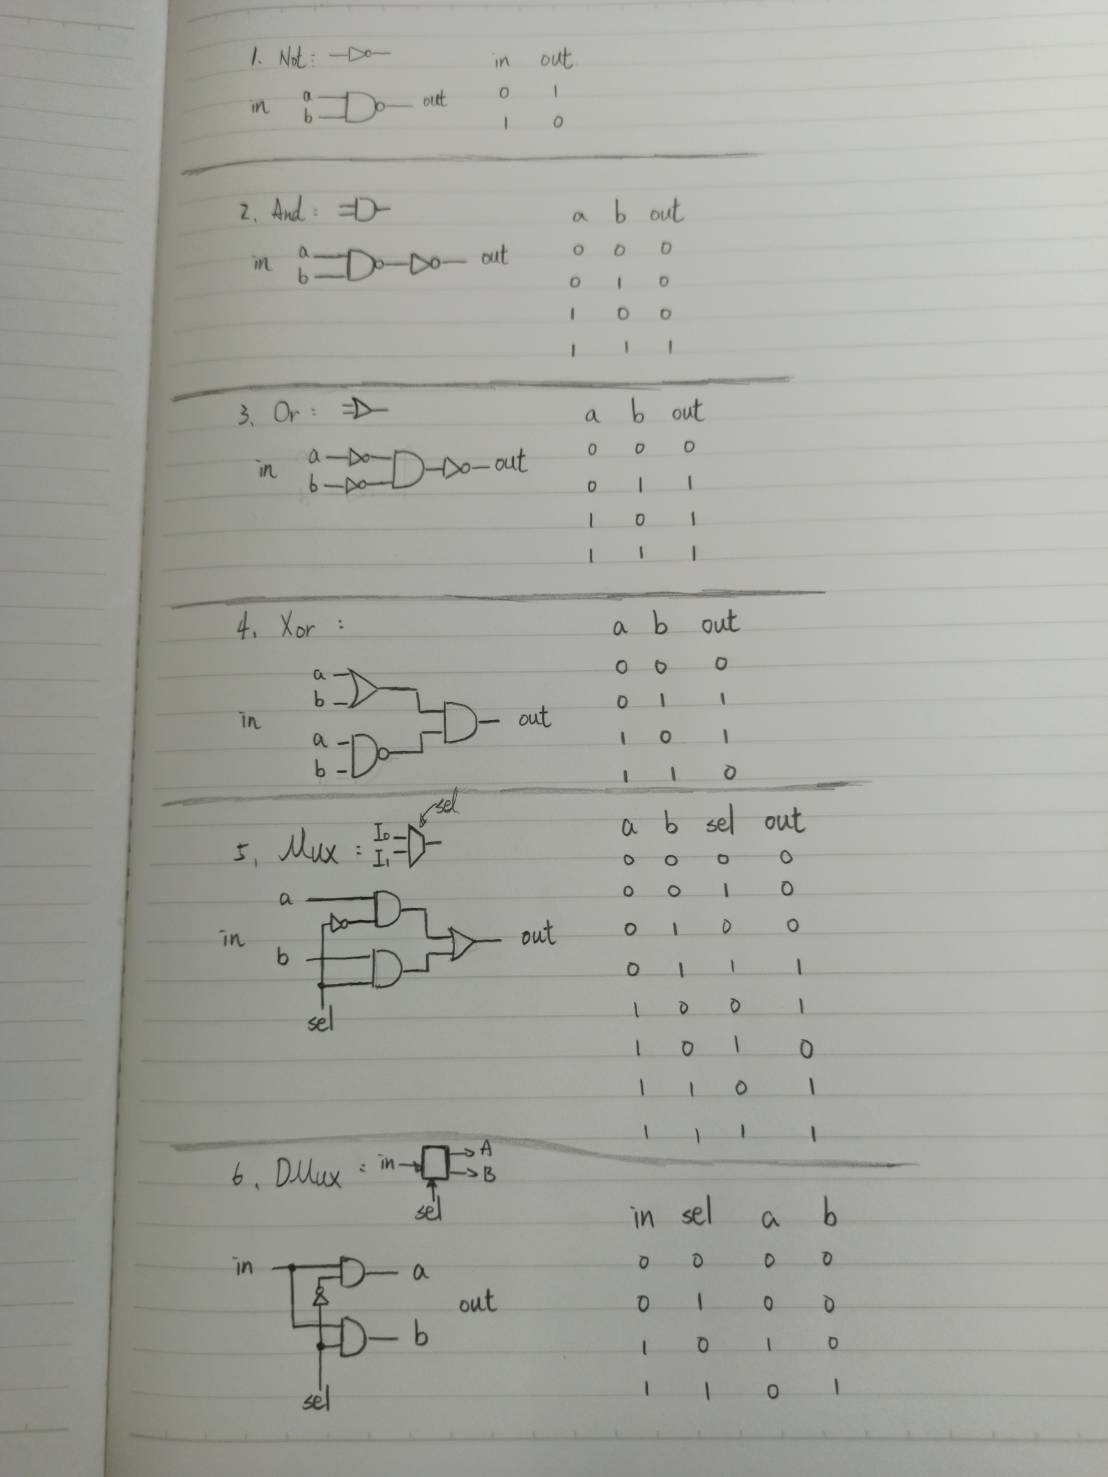 1. Not: in out
in a b out 0 1
1 0
2. And: a b out
in a b out 0 0 0
0 1 0
1 0 0
1 1 1
3. Or: a b out
in a b out 0 0 0
0 1 1
1 0 1
1 1 1
4. Xor: a b out
a b 0 0 0
in out 0 1 1
a b 1 0 1
1 1 0
sel
5. Mux: I0 I1 a b sel out
0 0 0 0
a 0 0 1 0
in out 0 1 0 0
b 0 1 1 1
sel 1 0 0 1
1 0 1 0
1 1 0 1
1 1 1 1
6. DMux: in A B
sel in sel a b
in a 0 0 0 0
out 0 1 0 0
b 1 0 1 0
sel 1 1 0 1